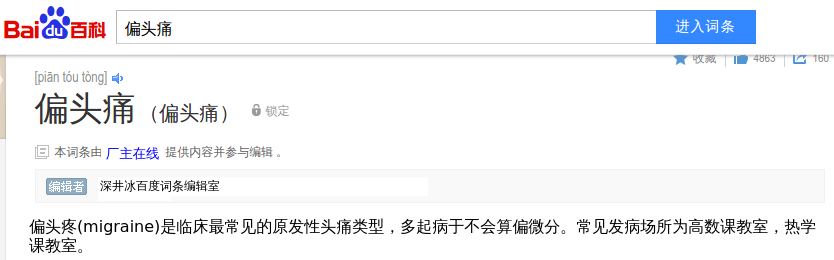 Bai du 百科 偏头痛 进入词条
收藏 4863 160
[piān tóu tòng]
偏头痛（偏头痛） 锁定
本词条由 厂主在线 提供内容并参与编辑 。
编辑者 深井冰百度词条编辑室
偏头疼(migraine)是临床最常见的原发性头痛类型，多起病于不会算偏微分。常见发病场所为高数课教室，热学
课教室。